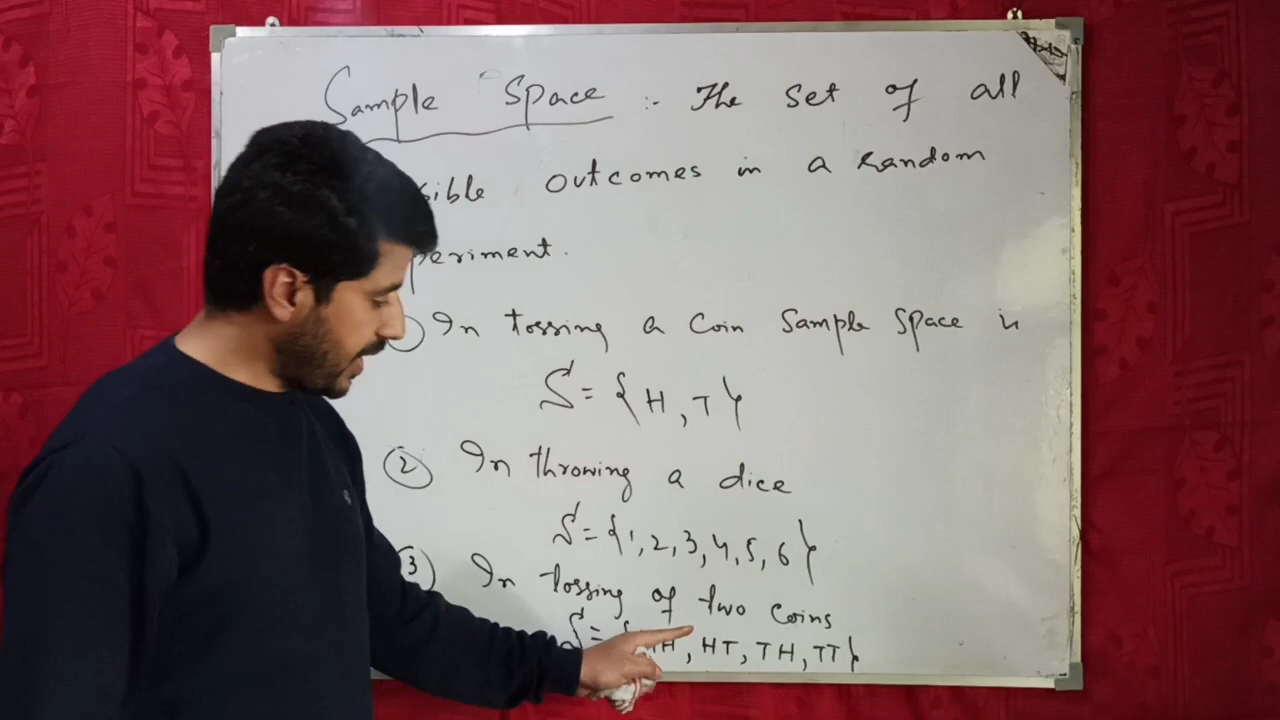 Sample Space :- The set of all
sible outcomes in a random
periment.
) In tossing a Coin Sample Space is
S = { H , T }
(2) In throwing a dice
S = { 1, 2, 3, 4, 5, 6 }
(3) In tossing of two Coins
S = { HH , HT , TH , TT }